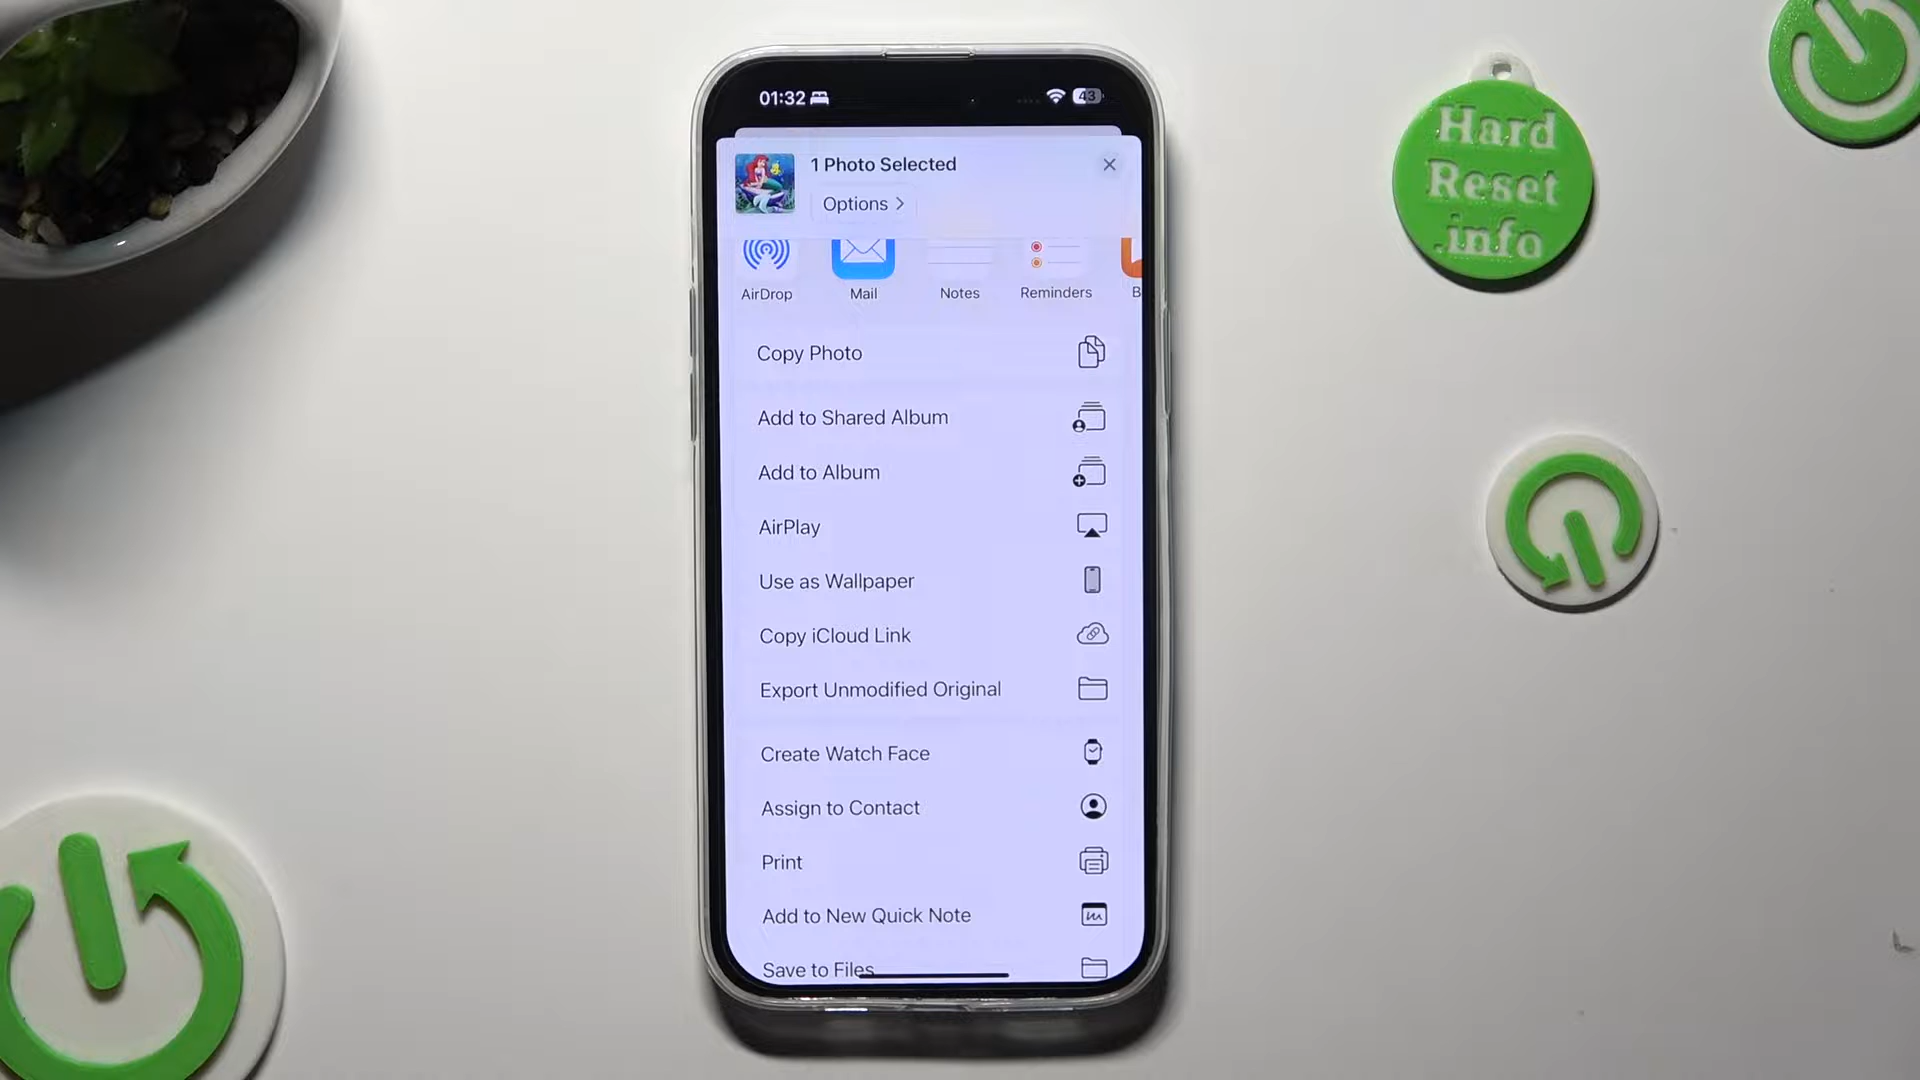 01:32
43
1 Photo Selected
Options >
AirDrop
Mail
Notes
Reminders
B
Copy Photo
Add to Shared Album
Add to Album
AirPlay
Use as Wallpaper
Copy iCloud Link
Export Unmodified Original
Create Watch Face
Assign to Contact
Print
Add to New Quick Note
Save to Files
Hard
Reset
.info